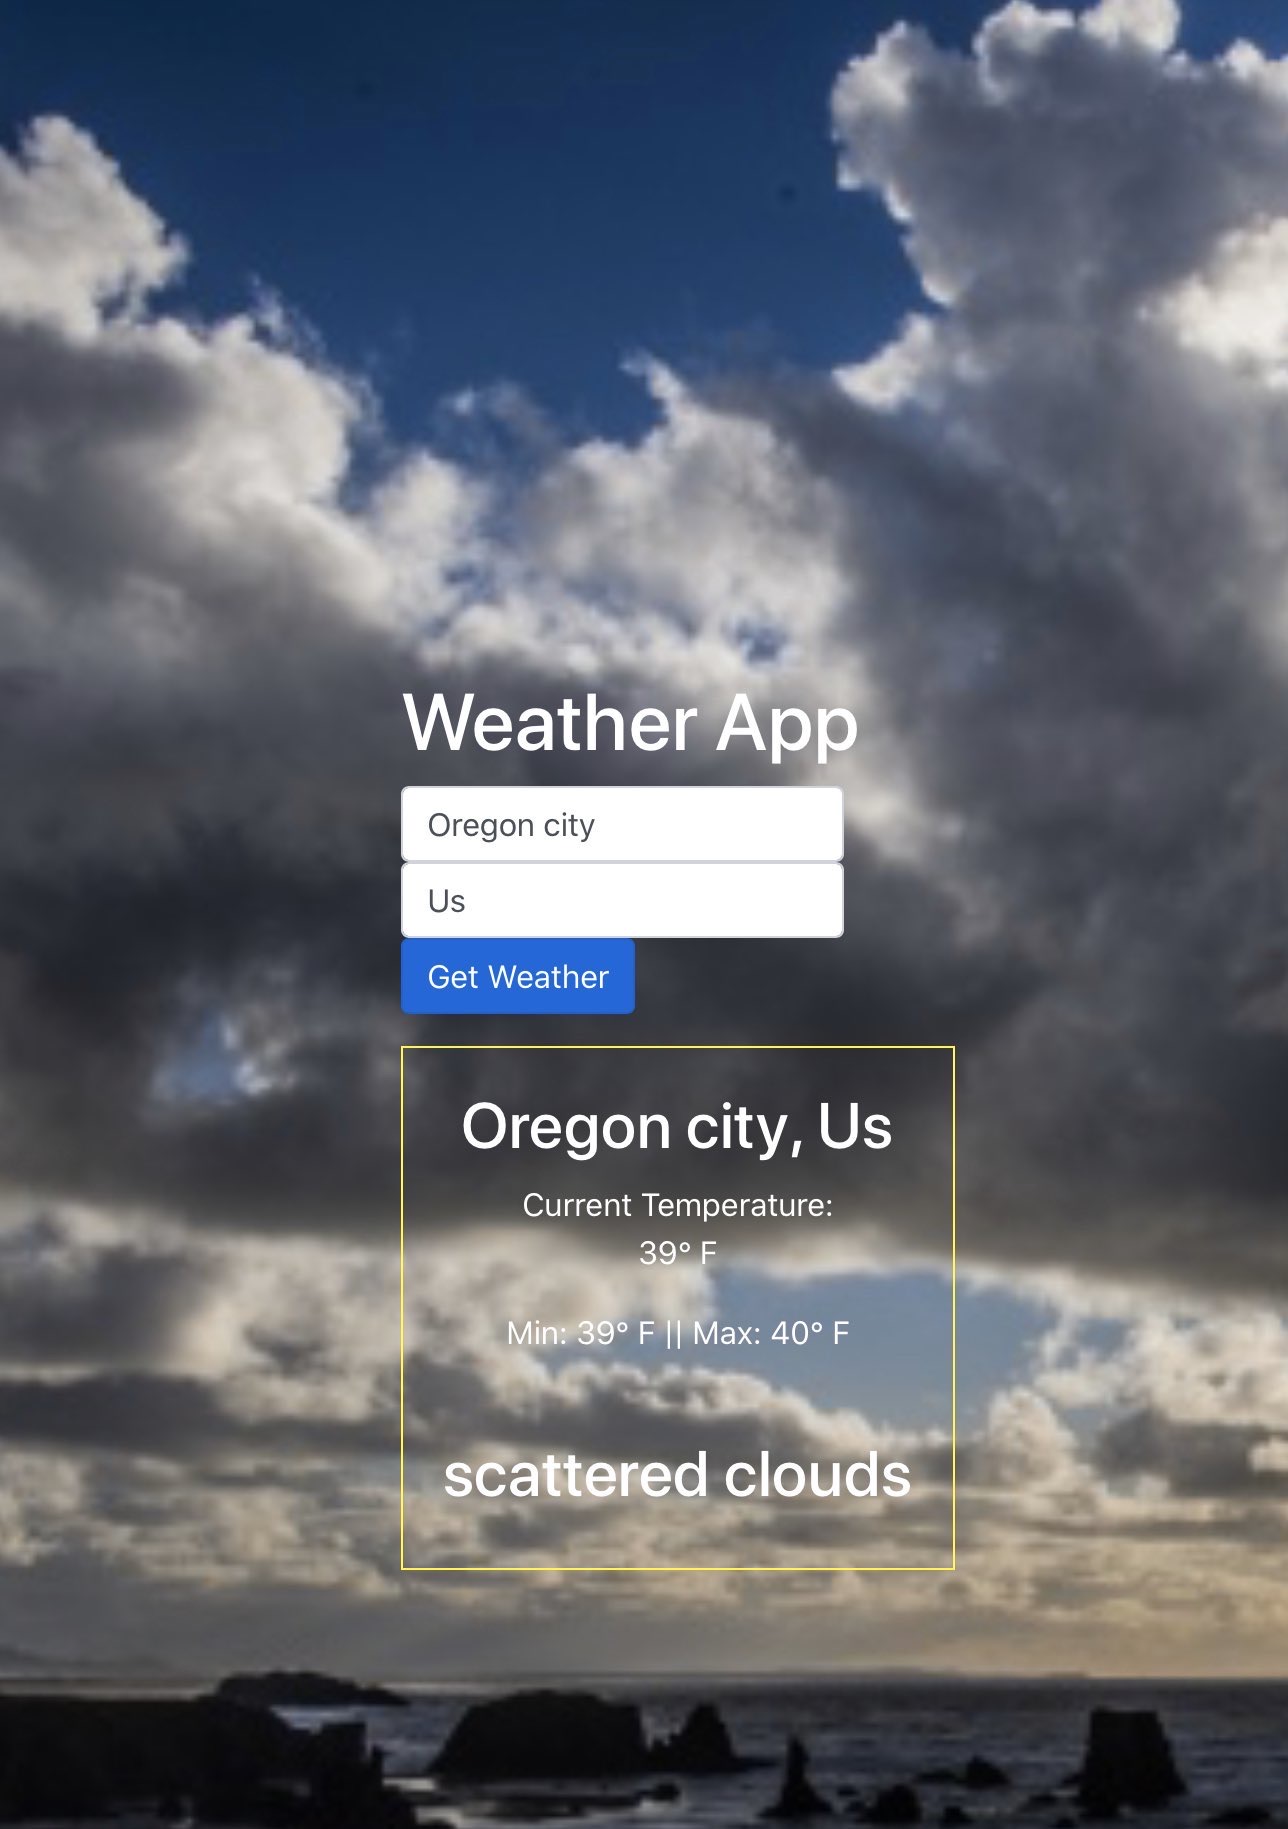 Weather App
Oregon city
Us
Get Weather
Oregon city, Us
Current Temperature:
39° F
Min: 39° F || Max: 40° F
scattered clouds